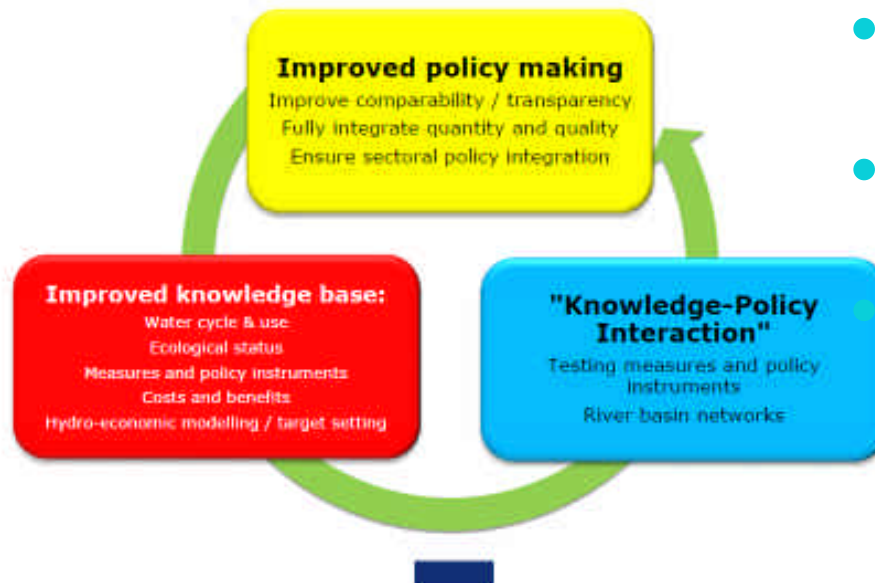 Improved policy making
Improve comparability / transparency
Fully integrate quantity and quality
Ensure sectoral policy integration
Improved knowledge base:
Water cycle & use
Ecological status
Measures and policy instruments
Costs and benefits
Hydro-economic modelling / target setting
"Knowledge-Policy
Interaction"
Testing measures and policy
instruments
River basin networks